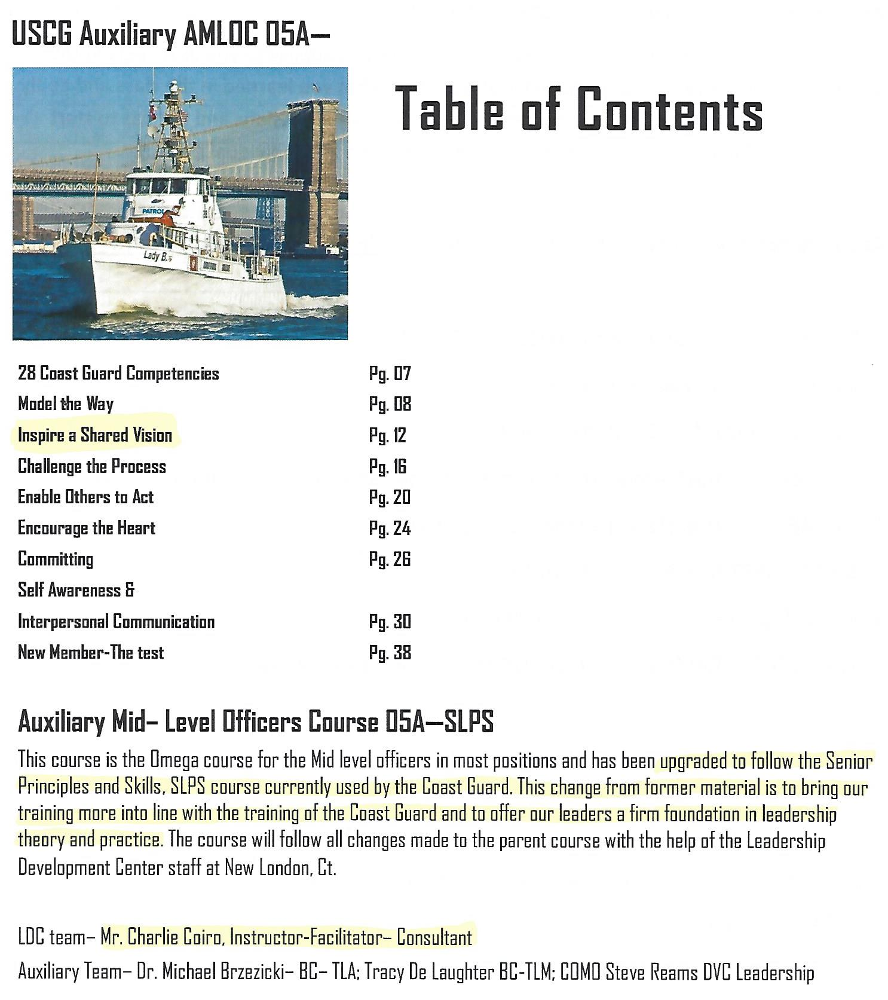 USCG Auxiliary AMLOC 05A—
Table of Contents
PATROL
Lady B.
28 Coast Guard Competencies Pg. 07
Model the Way Pg. 08
Inspire a Shared Vision Pg. 12
Challenge the Process Pg. 16
Enable Others to Act Pg. 20
Encourage the Heart Pg. 24
Committing Pg. 26
Self Awareness &
Interpersonal Communication Pg. 30
New Member-The test Pg. 38
Auxiliary Mid– Level Officers Course 05A—SLPS
This course is the Omega course for the Mid level officers in most positions and has been upgraded to follow the Senior
Principles and Skills, SLPS course currently used by the Coast Guard. This change from former material is to bring our
training more into line with the training of the Coast Guard and to offer our leaders a firm foundation in leadership
theory and practice. The course will follow all changes made to the parent course with the help of the Leadership
Development Center staff at New London, Ct.
LDC team– Mr. Charlie Coiro, Instructor-Facilitator– Consultant
Auxiliary Team– Dr. Michael Brzezicki– BC– TLA; Tracy De Laughter BC-TLM; COMO Steve Reams DVC Leadership